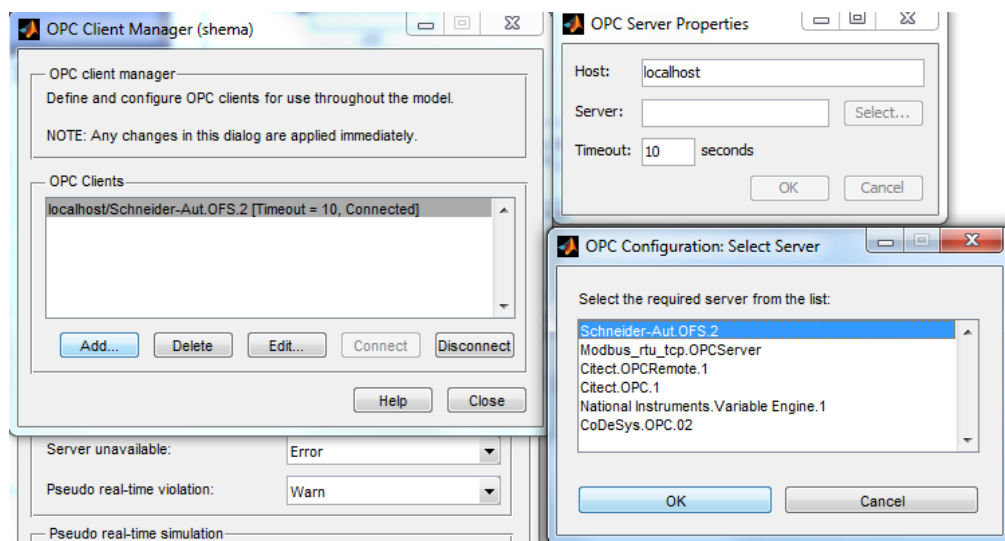 OPC Client Manager (shema)
OPC client manager
Define and configure OPC clients for use throughout the model.
NOTE: Any changes in this dialog are applied immediately.
OPC Clients
localhost/Schneider-Aut.OFS.2 [Timeout = 10, Connected]
Add... Delete Edit... Connect Disconnect
Help Close
Server unavailable: Error
Pseudo real-time violation: Warn
Pseudo real-time simulation
OPC Server Properties
Host: localhost
Server: Select...
Timeout: 10 seconds
OK Cancel
OPC Configuration: Select Server
Select the required server from the list:
Schneider-Aut.OFS.2
Modbus_rtu_tcp.OPCServer
Citect.OPCRemote.1
Citect.OPC.1
National Instruments.Variable Engine.1
CoDeSys.OPC.02
OK Cancel